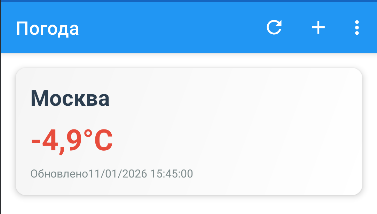 Погода
Москва
-4,9°C
Обновлено11/01/2026 15:45:00